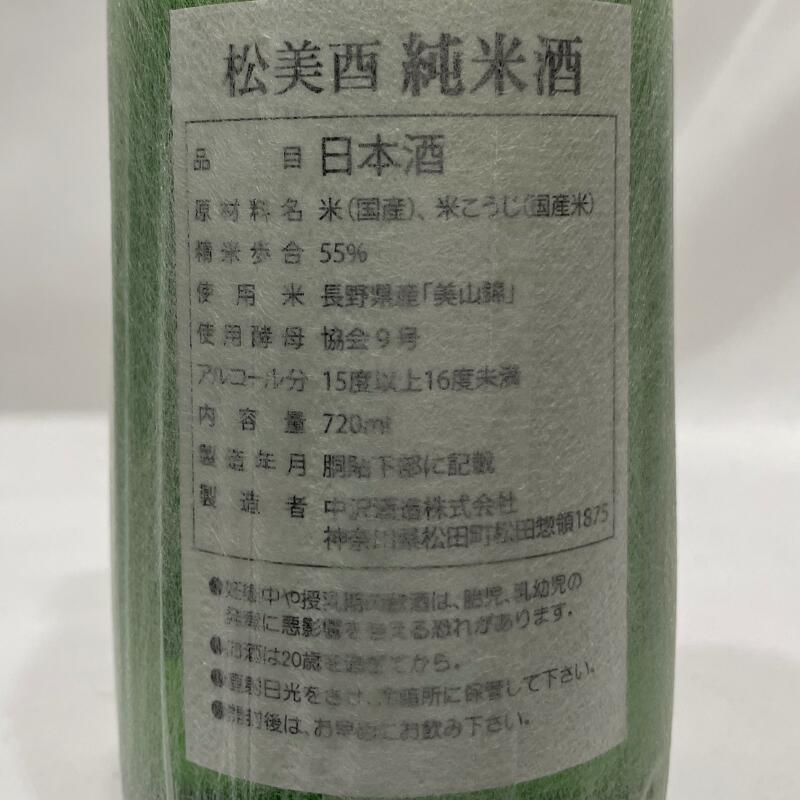 松美酉 純米酒
品目 日本酒
原材料名 米（国産）、米こうじ（国産米）
精米歩合 55%
使用米 長野県産「美山錦」
使用酵母 協会9号
アルコール分 15度以上16度未満
内容量 720ml
製造年月 胴貼下部に記載
製造者 中沢酒造株式会社
神奈川県松田町松田惣領1875
●妊娠中や授乳期の飲酒は、胎児、乳幼児の
発育に悪影響を与える恐れがあります。
●お酒は20歳を過ぎてから。
●直射日光をさけ、冷暗所に保管して下さい。
●開封後は、お早めにお飲み下さい。